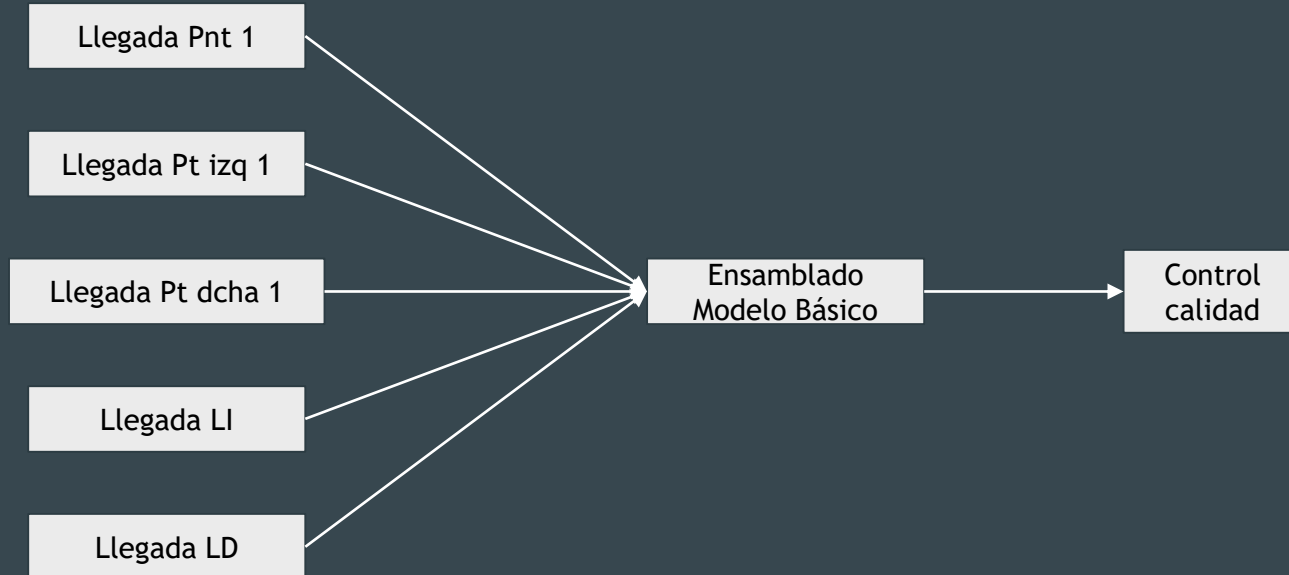 Llegada Pnt 1
Llegada Pt izq 1
Llegada Pt dcha 1
Llegada LI
Llegada LD
Ensamblado
Modelo Básico
Control
calidad